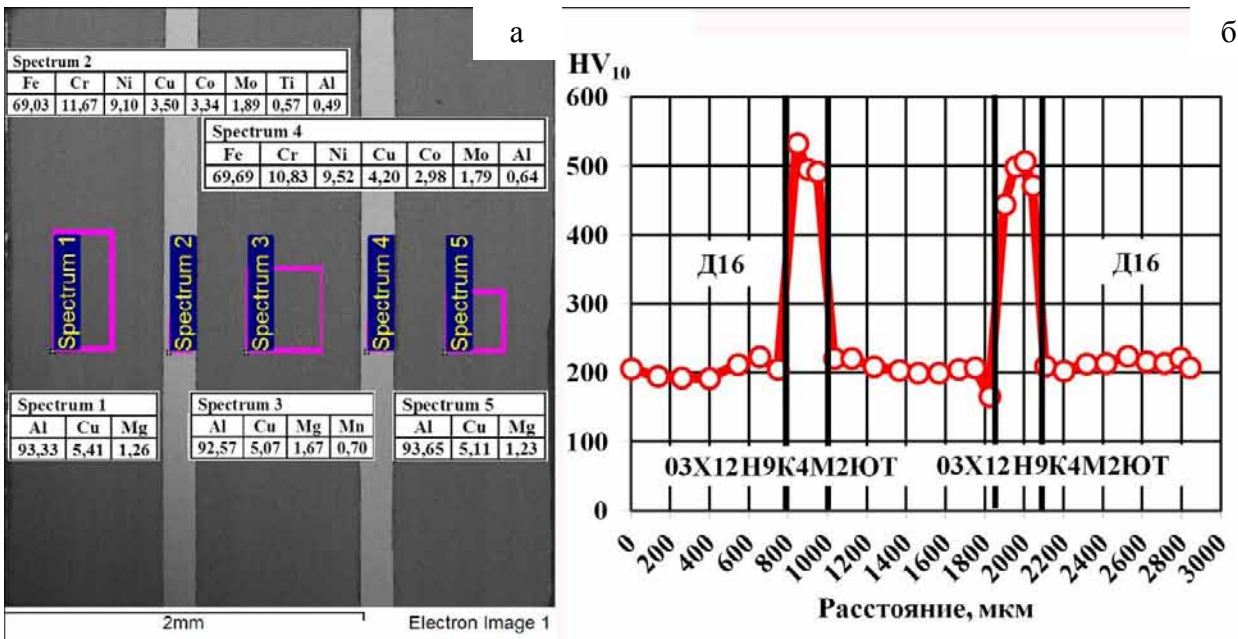 а
Spectrum 2
Fe Cr Ni Cu Co Mo Ti Al
69,03 11,67 9,10 3,50 3,34 1,89 0,57 0,49
Spectrum 4
Fe Cr Ni Cu Co Mo Al
69,69 10,83 9,52 4,20 2,98 1,79 0,64
Spectrum 1
Spectrum 2
Spectrum 3
Spectrum 4
Spectrum 5
Spectrum 1
Al Cu Mg
93,33 5,41 1,26
Spectrum 3
Al Cu Mg Mn
92,57 5,07 1,67 0,70
Spectrum 5
Al Cu Mg
93,65 5,11 1,23
2mm
Electron Image 1
б
HV10
600
500
400
300
200
100
0
Д16
Д16
03Х12Н9К4М2ЮТ
03Х12Н9К4М2ЮТ
0 200 400 600 800 1000 1200 1400 1600 1800 2000 2200 2400 2600 2800 3000
Расстояние, мкм